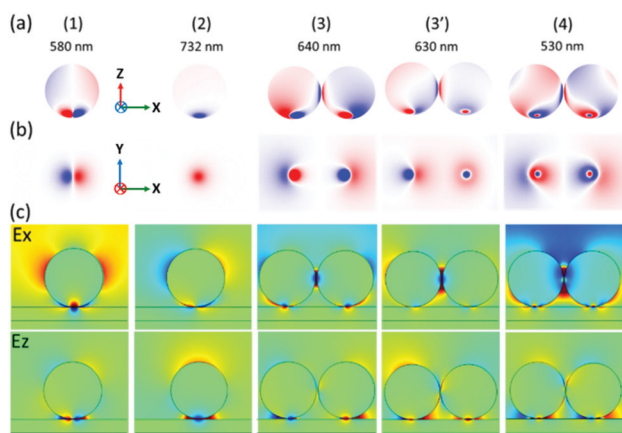 (a) (1) (2) (3) (3') (4)
580 nm 732 nm 640 nm 630 nm 530 nm
Z
X
(b)
Y
X
(c)
Ex
Ez